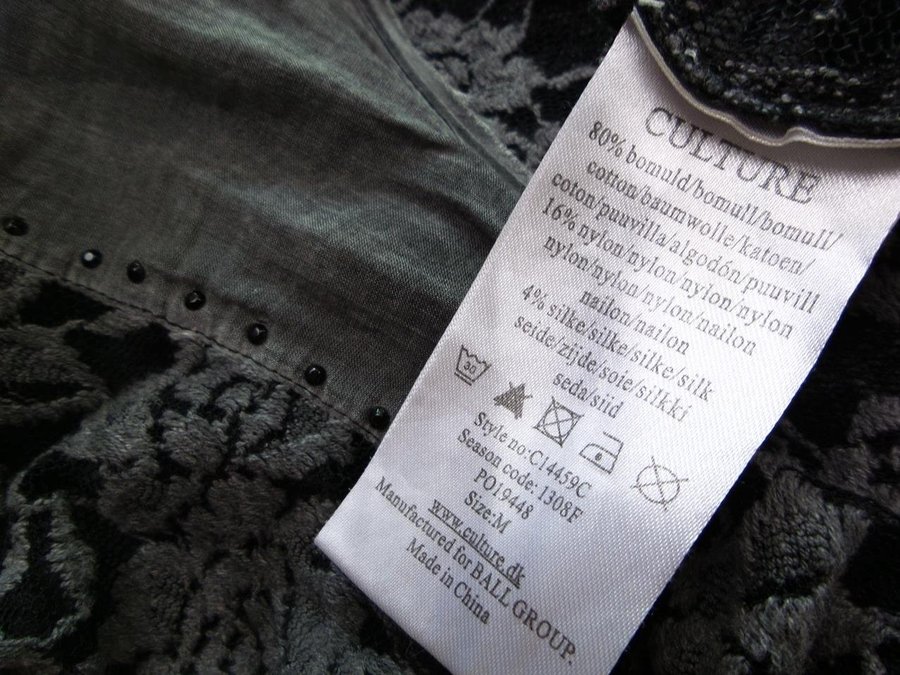 CULTURE
80% bomuld/bomull/bomull/
cotton/baumwolle/katoen/
coton/puuvilla/algodón/puuvill
16% nylon/nylon/nylon/nylon
nylon/nylon/nylon/nailon
nailon/nailon
4% silke/silke/silke/silk
seide/zijde/soie/silkki
seda/siid
30
Style no:C14459C
Season code: 1308F
PO19448
Size:M
www.culture.dk
Manufactured for BALL GROUP.
Made in China